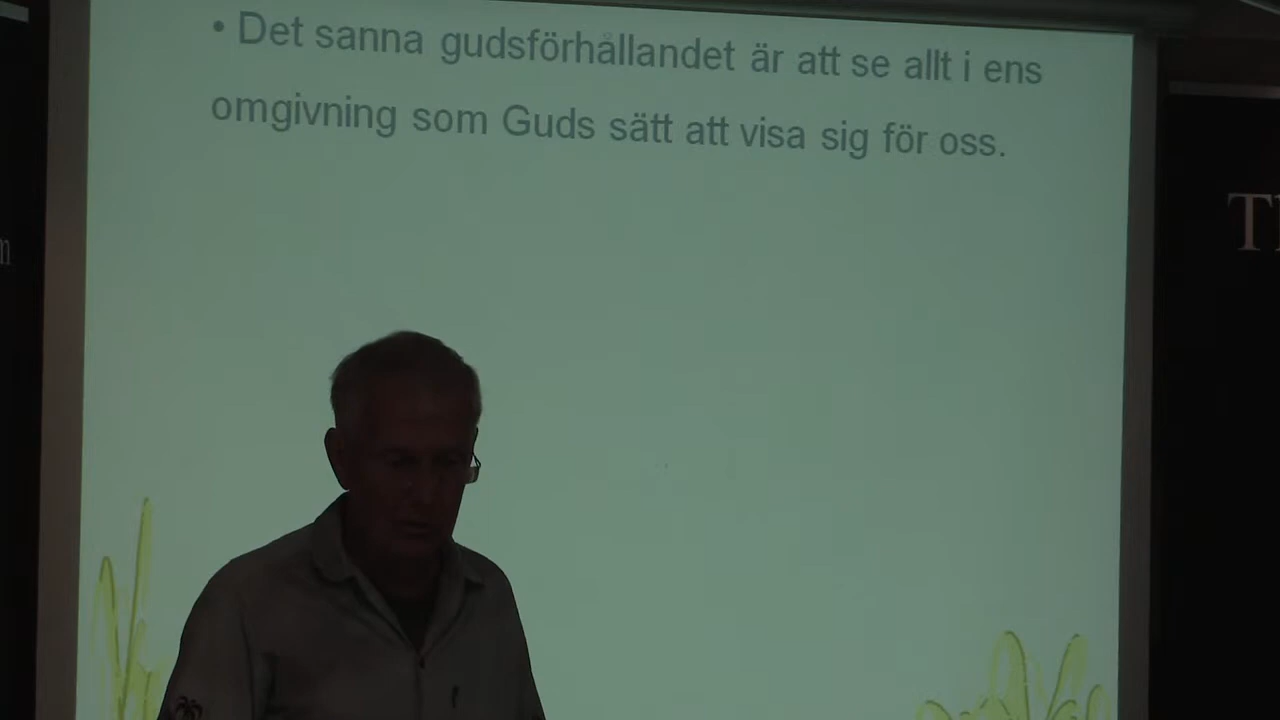 • Det sanna gudsförhållandet är att se allt i ens
omgivning som Guds sätt att visa sig för oss.